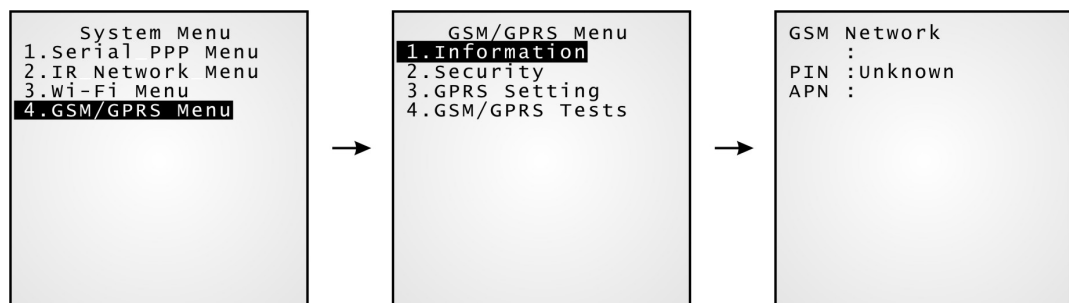 System Menu
1.Serial PPP Menu
2.IR Network Menu
3.Wi-Fi Menu
4.GSM/GPRS Menu
GSM/GPRS Menu
1.Information
2.Security
3.GPRS Setting
4.GSM/GPRS Tests
GSM Network
:
PIN :Unknown
APN :